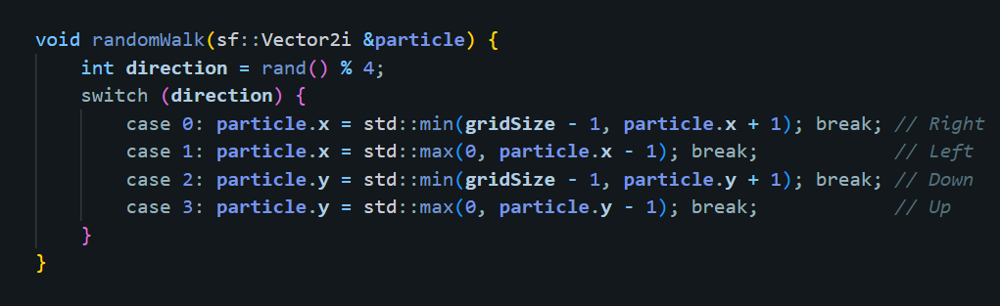 void randomWalk(sf::Vector2i &particle) {
    int direction = rand() % 4;
    switch (direction) {
        case 0: particle.x = std::min(gridSize - 1, particle.x + 1); break; // Right
        case 1: particle.x = std::max(0, particle.x - 1); break;            // Left
        case 2: particle.y = std::min(gridSize - 1, particle.y + 1); break; // Down
        case 3: particle.y = std::max(0, particle.y - 1); break;            // Up
    }
}